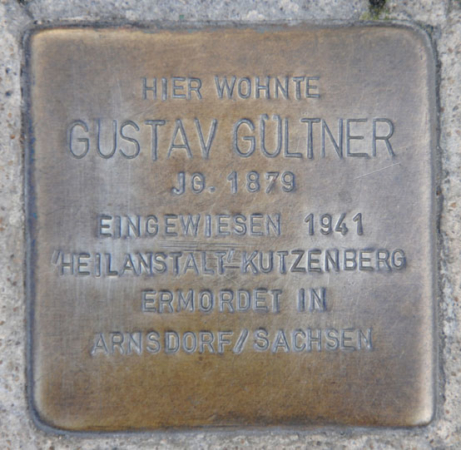 HIER WOHNTE
GUSTAV GÜLTNER
JG. 1879
EINGEWIESEN 1941
'HEILANSTALT' KUTZENBERG
ERMORDET IN
ARNSDORF/SACHSEN